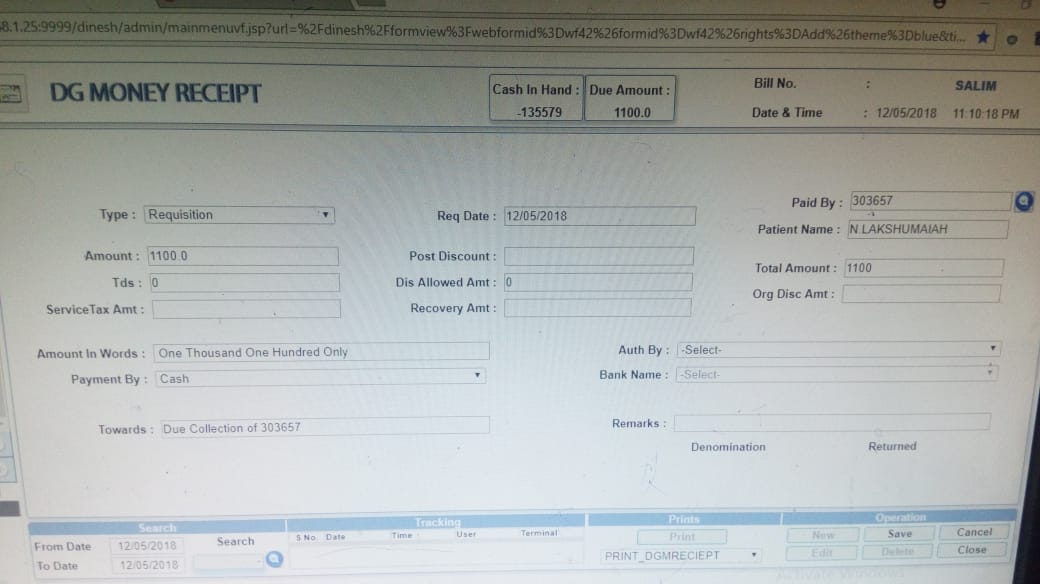 8.1.25:9999/dinesh/admin/mainmenuvf.jsp?url=%2Fdinesh%2Fformview%3Fwebformid%3Dwf42%26formid%3Dwf42%26rights%3DAdd%26theme%3Dblue&ti...
DG MONEY RECEIPT
Cash In Hand : Due Amount :
-135579 1100.0
Bill No. : SALIM
Date & Time : 12/05/2018 11:10:18 PM
Type : Requisition Req Date : 12/05/2018 Paid By : 303657
Patient Name : N.LAKSHUMAIAH
Amount : 1100.0 Post Discount : Total Amount : 1100
Tds : 0 Dis Allowed Amt : 0 Org Disc Amt :
ServiceTax Amt : Recovery Amt :
Amount In Words : One Thousand One Hundred Only Auth By : -Select-
Payment By : Cash Bank Name : -Select-
Towards : Due Collection of 303657 Remarks :
Denomination Returned
Search Tracking Prints Operation
From Date 12/05/2018 Search S No Date Time User Terminal Print New Save Cancel
To Date 12/05/2018 PRINT_DGMRECIEPT Edit Delete Close
Activate Windows